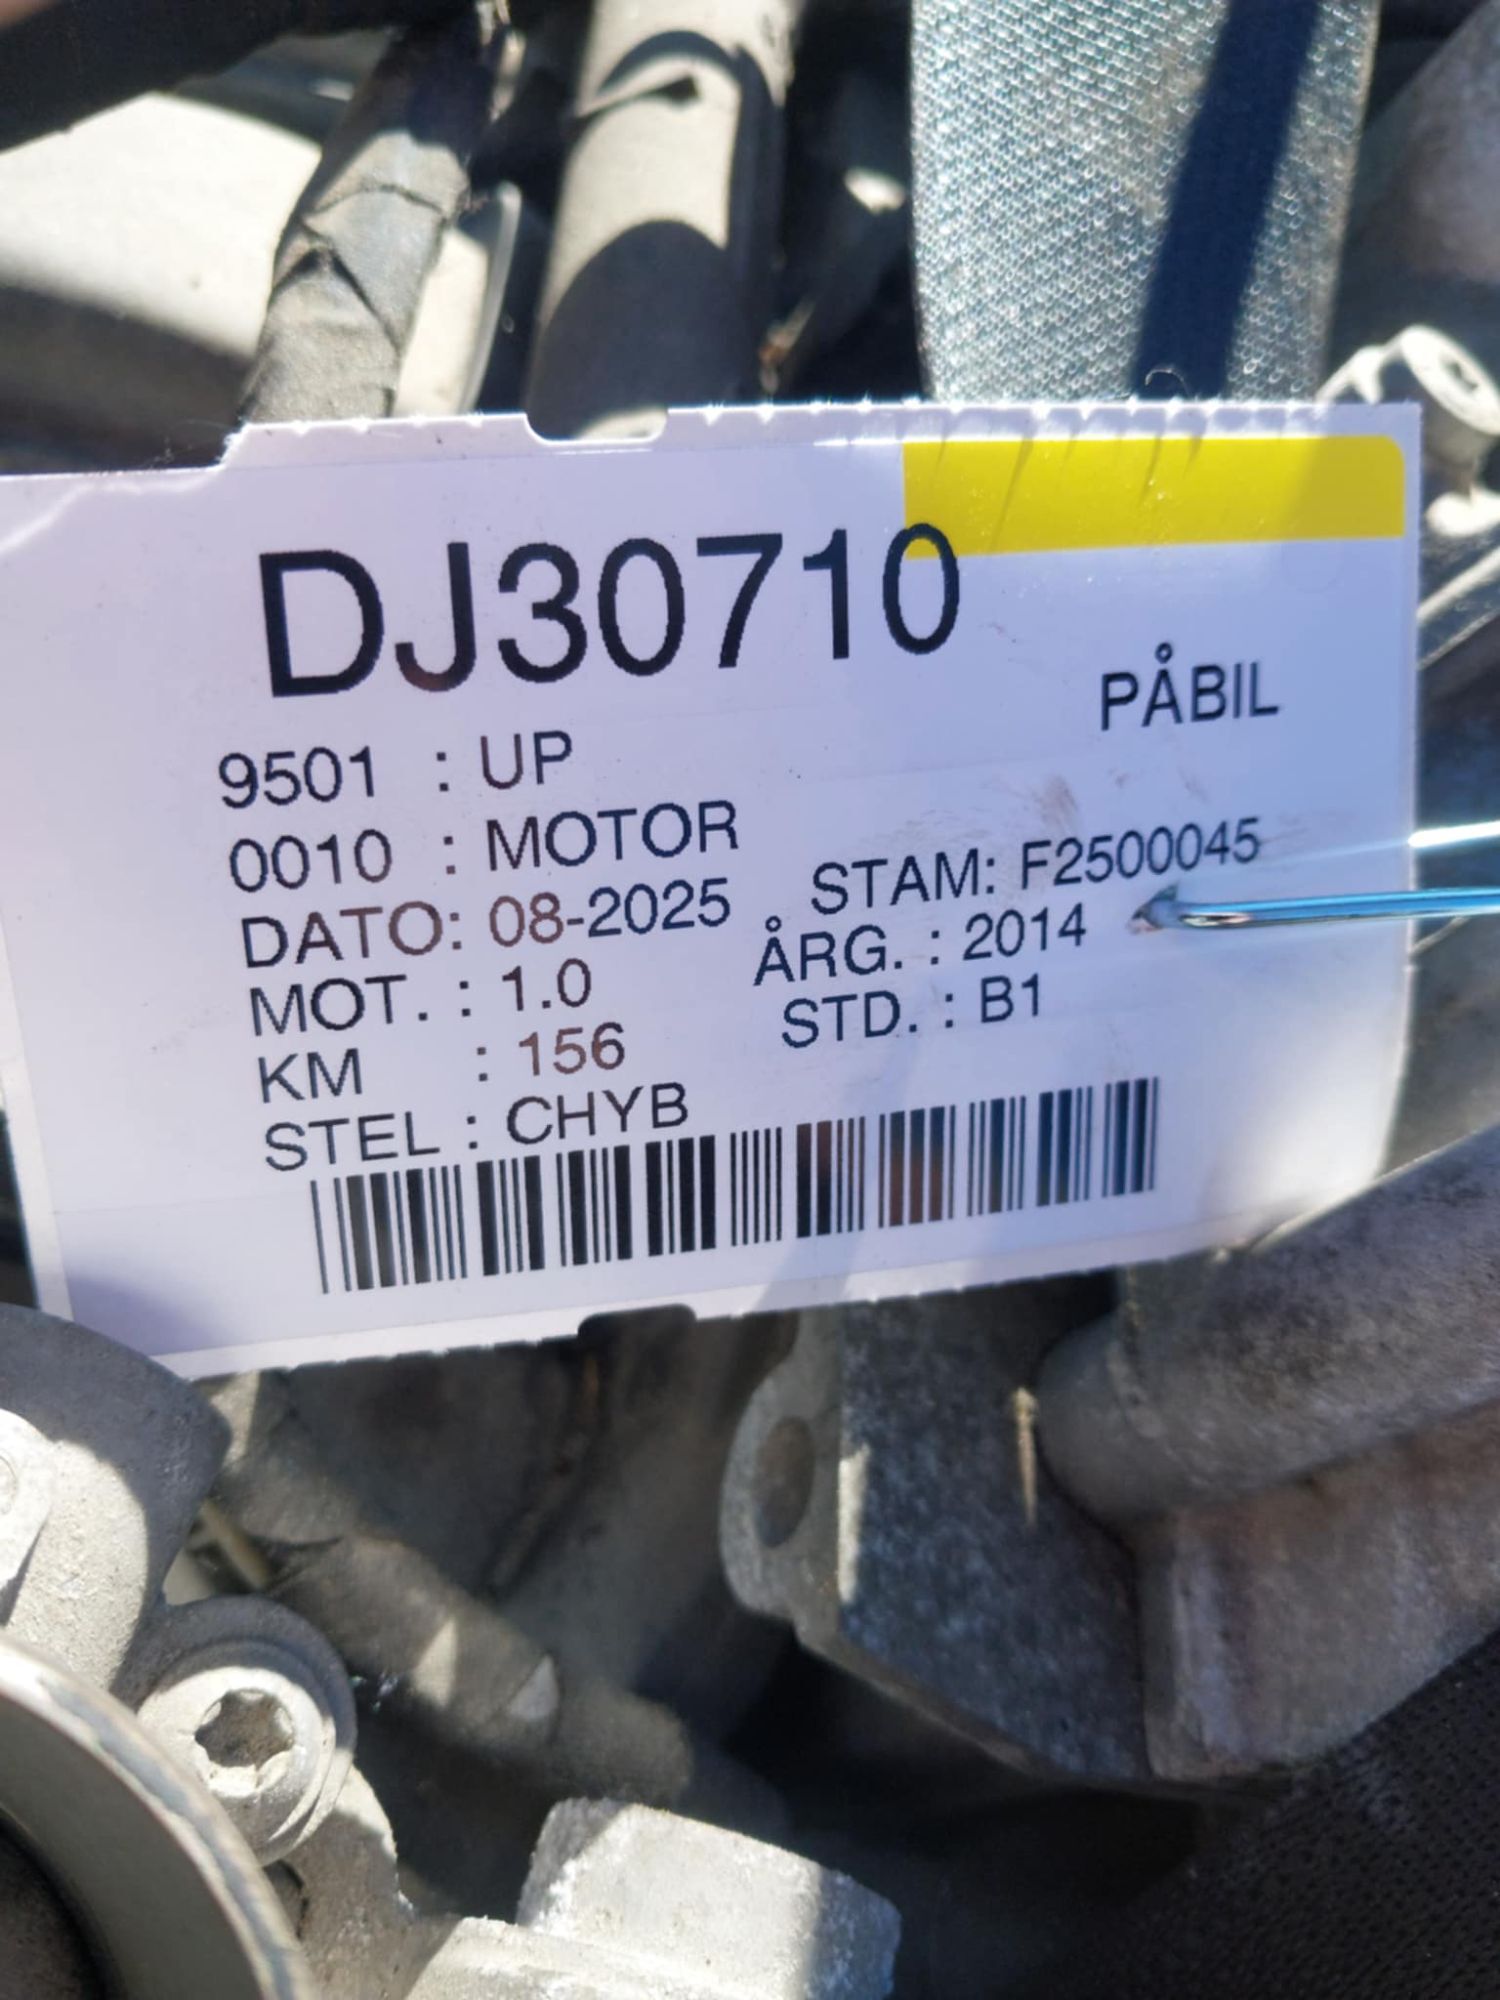 DJ30710
PÅBIL
9501 : UP
0010 : MOTOR
DATO: 08-2025 STAM: F2500045
MOT. : 1.0 ÅRG. : 2014
KM : 156 STD. : B1
STEL : CHYB